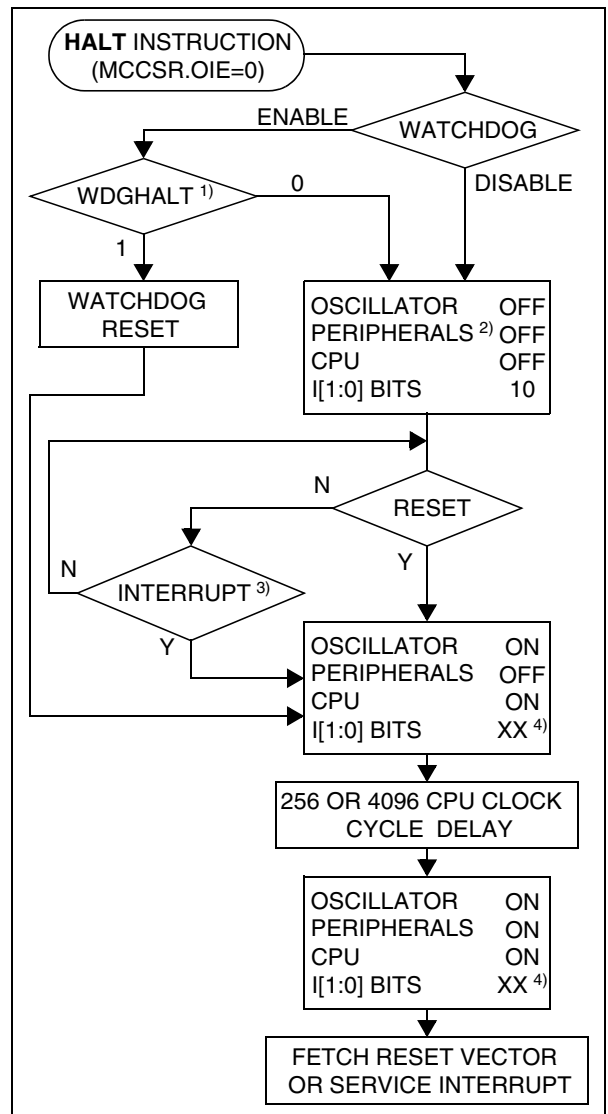 HALT INSTRUCTION
(MCCSR.OIE=0)
ENABLE
WATCHDOG
WDGHALT 1)
0
DISABLE
1
WATCHDOG
RESET
OSCILLATOR OFF
PERIPHERALS 2) OFF
CPU OFF
I[1:0] BITS 10
N
RESET
N
Y
INTERRUPT 3)
Y
OSCILLATOR ON
PERIPHERALS OFF
CPU ON
I[1:0] BITS XX 4)
256 OR 4096 CPU CLOCK
CYCLE DELAY
OSCILLATOR ON
PERIPHERALS ON
CPU ON
I[1:0] BITS XX 4)
FETCH RESET VECTOR
OR SERVICE INTERRUPT